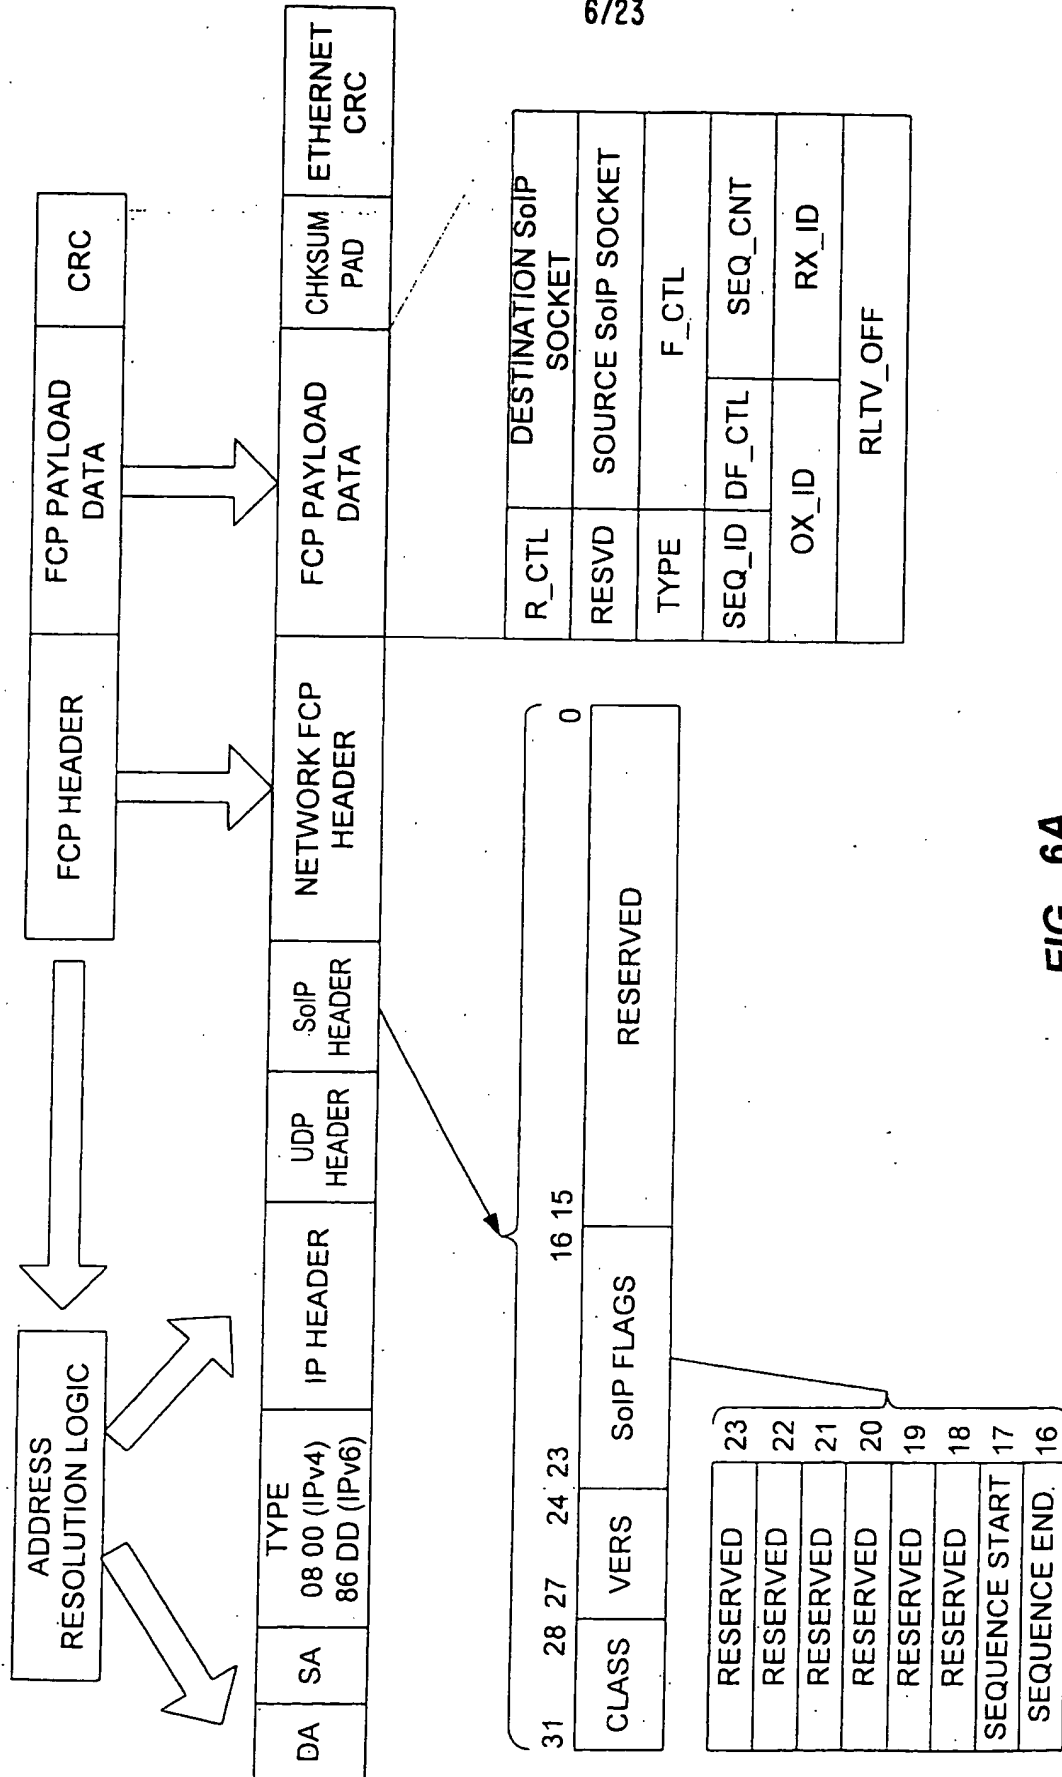 6/23
FCP HEADER
FCP PAYLOAD
DATA
CRC
ADDRESS
RESOLUTION LOGIC
DA
SA
TYPE
08 00 (IPv4)
86 DD (IPv6)
IP HEADER
UDP
HEADER
SoIP
HEADER
NETWORK FCP
HEADER
FCP PAYLOAD
DATA
CHKSUM
PAD
ETHERNET
CRC
31 28 27 24 23 16 15 0
CLASS
VERS
SoIP FLAGS
RESERVED
R_CTL
DESTINATION SoIP
SOCKET
RESVD
SOURCE SoIP SOCKET
TYPE
F_CTL
SEQ_ID
DF_CTL
SEQ_CNT
OX_ID
RX_ID
RLTV_OFF
RESERVED 23
RESERVED 22
RESERVED 21
RESERVED 20
RESERVED 19
RESERVED 18
SEQUENCE START 17
SEQUENCE END. 16
FIG. 6A